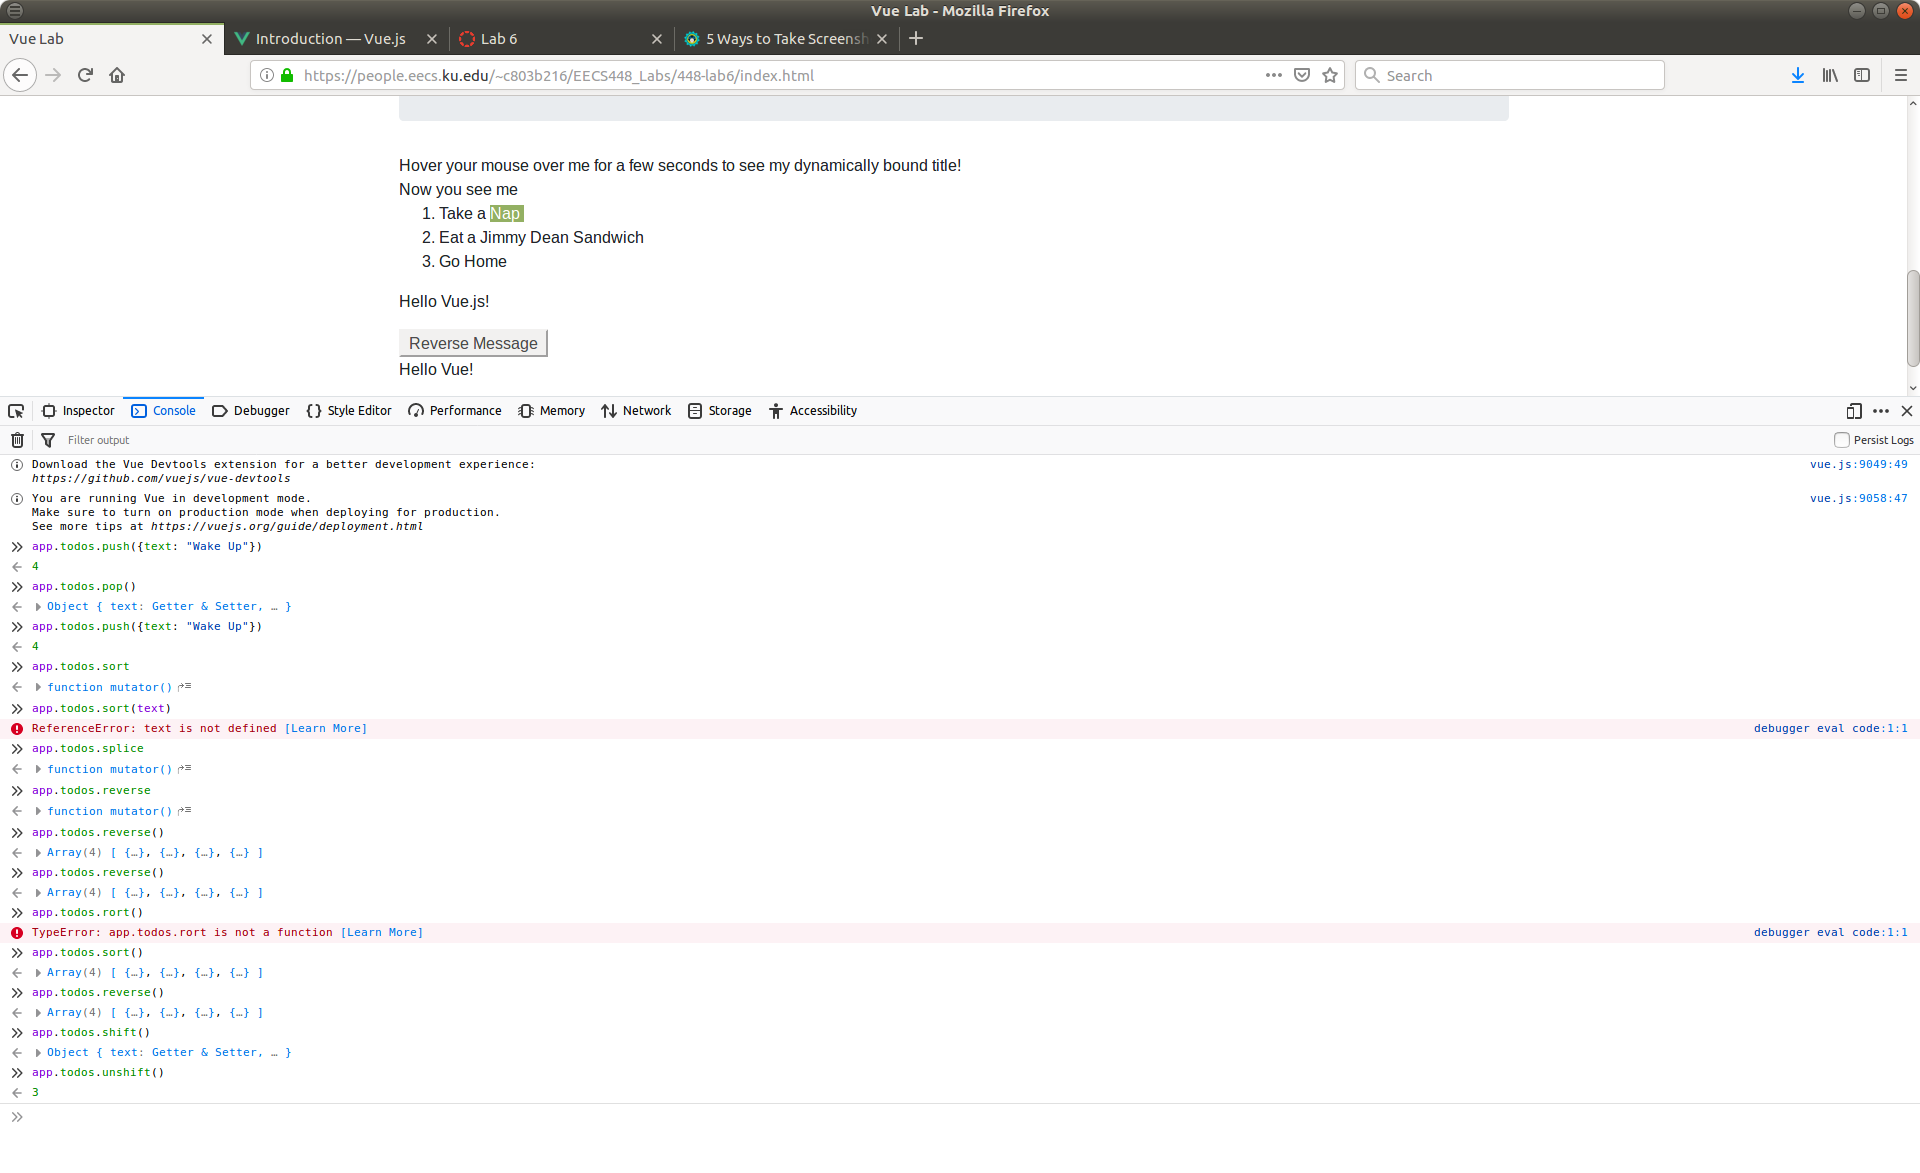 Vue Lab - Mozilla Firefox
Vue Lab
Introduction — Vue.js
Lab 6
5 Ways to Take Screensh
https://people.eecs.ku.edu/~c803b216/EECS448_Labs/448-lab6/index.html
Search
Hover your mouse over me for a few seconds to see my dynamically bound title!
Now you see me
1. Take a Nap
2. Eat a Jimmy Dean Sandwich
3. Go Home
Hello Vue.js!
Reverse Message
Hello Vue!
Inspector Console Debugger Style Editor Performance Memory Network Storage Accessibility
Filter output Persist Logs
Download the Vue Devtools extension for a better development experience: vue.js:9049:49
https://github.com/vuejs/vue-devtools
You are running Vue in development mode. vue.js:9058:47
Make sure to turn on production mode when deploying for production.
See more tips at https://vuejs.org/guide/deployment.html
app.todos.push({text: "Wake Up"})
4
app.todos.pop()
Object { text: Getter & Setter, … }
app.todos.push({text: "Wake Up"})
4
app.todos.sort
function mutator()
app.todos.sort(text)
ReferenceError: text is not defined [Learn More] debugger eval code:1:1
app.todos.splice
function mutator()
app.todos.reverse
function mutator()
app.todos.reverse()
Array(4) [ {…}, {…}, {…}, {…} ]
app.todos.reverse()
Array(4) [ {…}, {…}, {…}, {…} ]
app.todos.rort()
TypeError: app.todos.rort is not a function [Learn More] debugger eval code:1:1
app.todos.sort()
Array(4) [ {…}, {…}, {…}, {…} ]
app.todos.reverse()
Array(4) [ {…}, {…}, {…}, {…} ]
app.todos.shift()
Object { text: Getter & Setter, … }
app.todos.unshift()
3